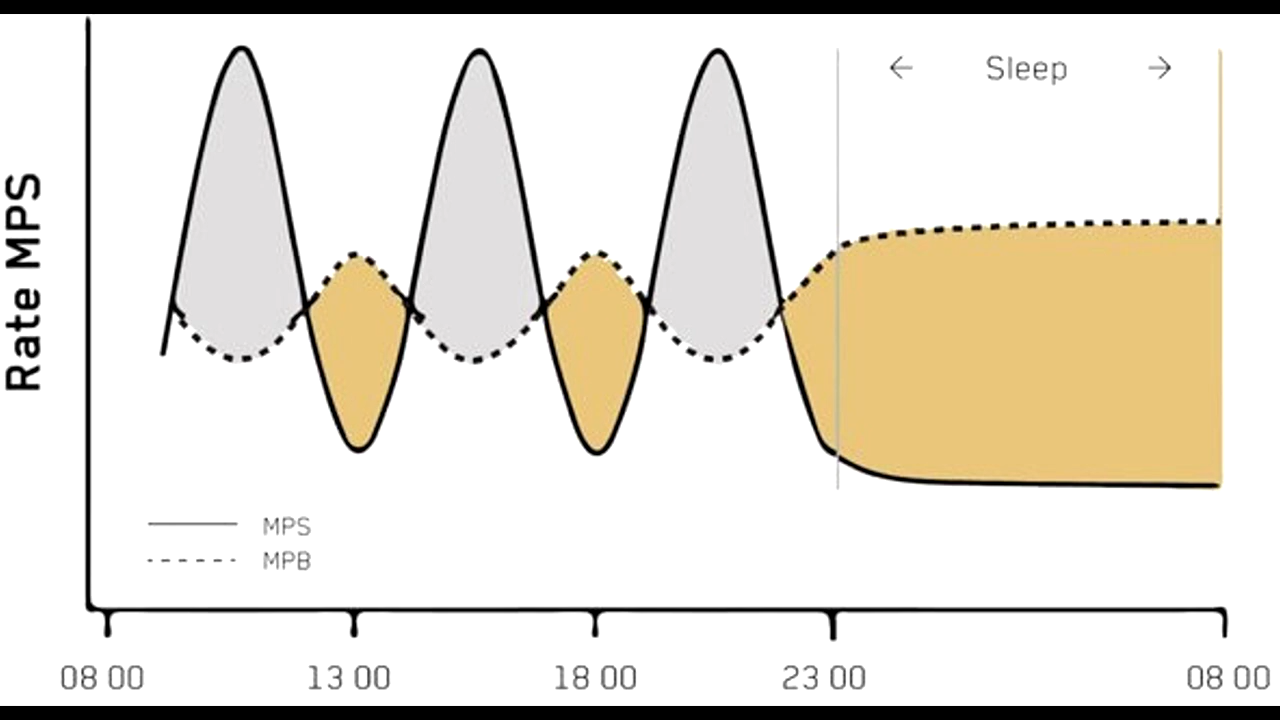 Rate MPS
← Sleep →
MPS
MPB
08 00 13 00 18 00 23 00 08 00